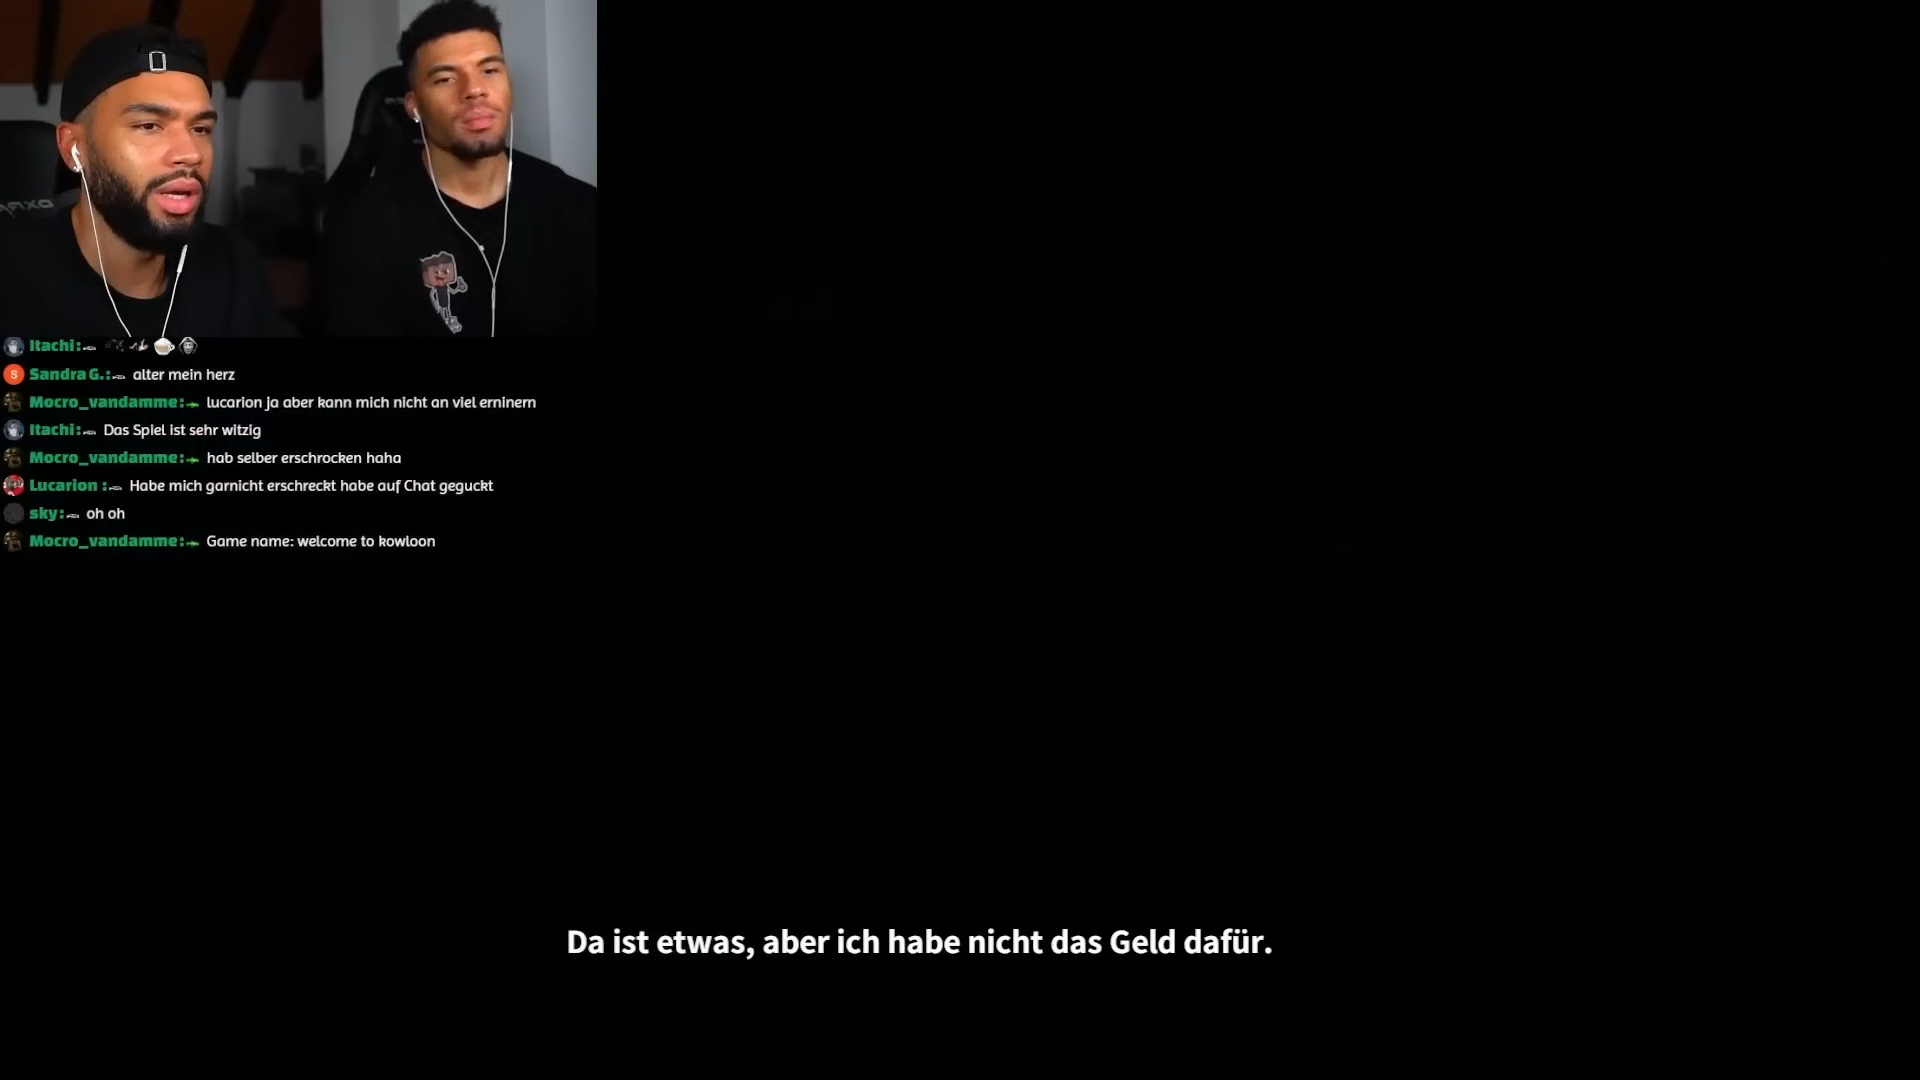 Itachi:
Sandra G.: alter mein herz
Mocro_vandamme: lucarion ja aber kann mich nicht an viel erninern
Itachi: Das Spiel ist sehr witzig
Mocro_vandamme: hab selber erschrocken haha
Lucarion : Habe mich garnicht erschreckt habe auf Chat geguckt
sky: oh oh
Mocro_vandamme: Game name: welcome to kowloon
Da ist etwas, aber ich habe nicht das Geld dafür.